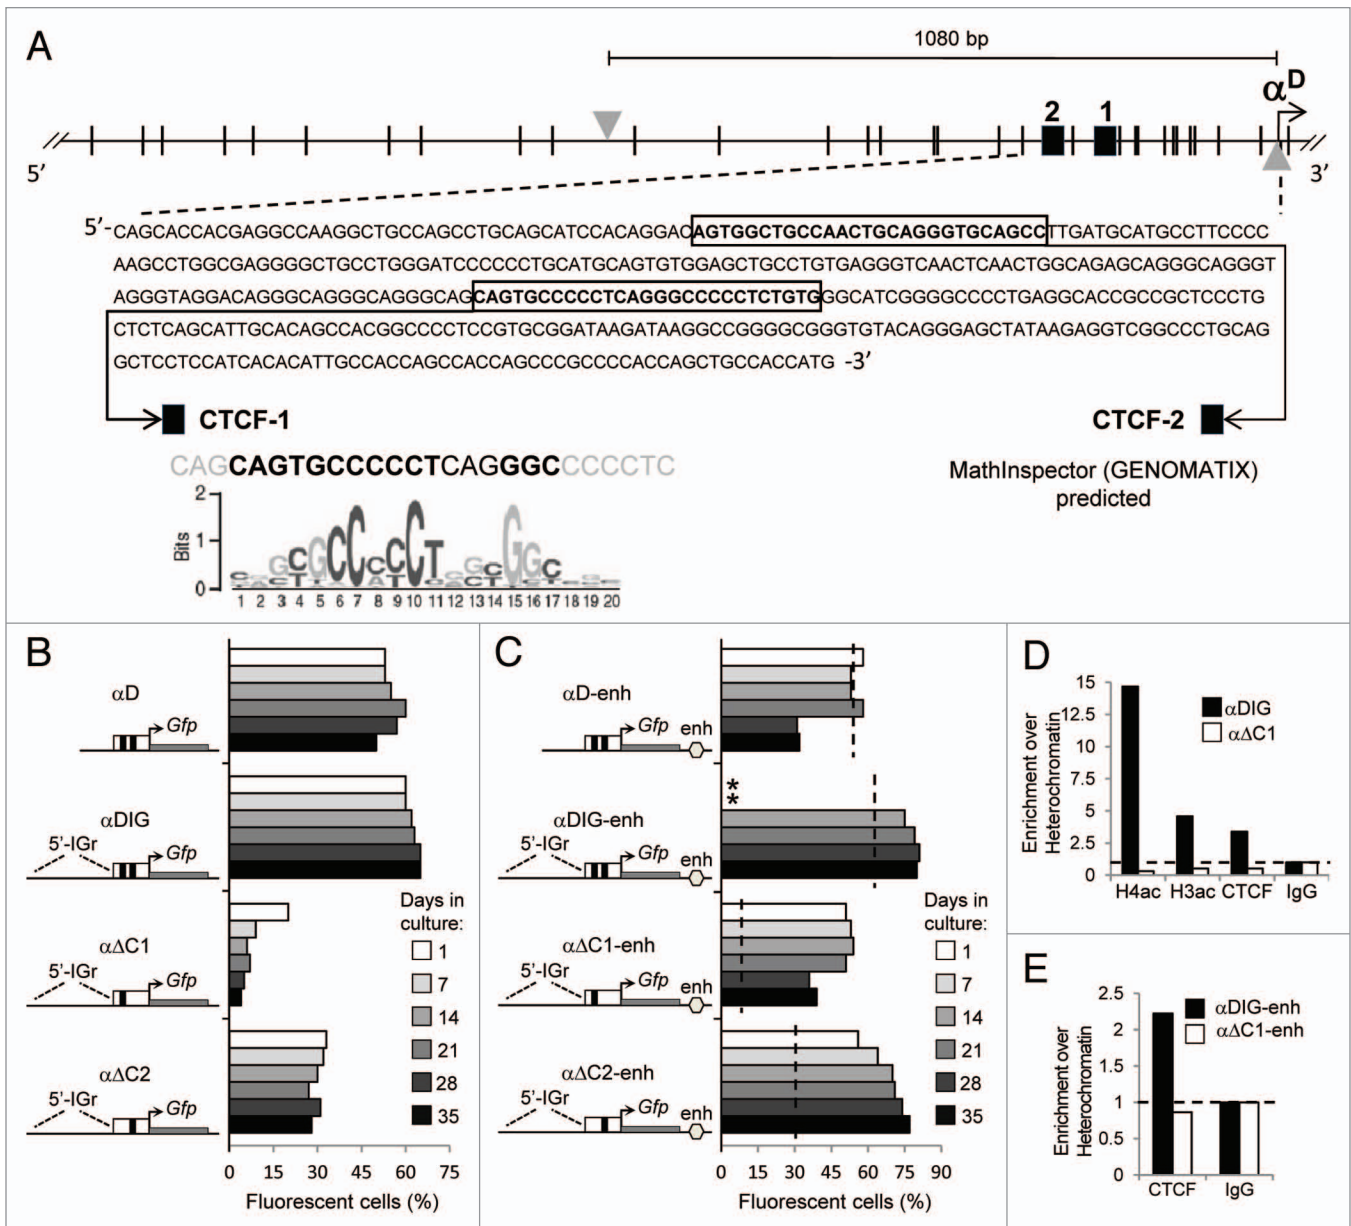 A
1080 bp
αD
2 1
5’ 3’
5’-CAGCACCACGAGGCCAAGGCTGCCAGCCTGCAGCATCCACAGGACAGTGGCTGCCAACTGCAGGGTGCAGCCTTGATGCATGCCTTCCCC
AAGCCTGGCGAGGGGCTGCCTGGGATCCCCCCTGCATGCAGTGTGGAGCTGCCTGTGAGGGTCAACTCAACTGGCAGAGCAGGGCAGGGT
AGGGTAGGACAGGGCAGGGCAGGGCAGCAGTGCCCCCTCAGGGCCCCCTCTGTGGGCATCGGGGCCCCTGAGGCACCGCCGCTCCCTG
CTCTCAGCATTGCACAGCCACGGCCCCTCCGTGCGGATAAGATAAGGCCGGGGCGGGTGTACAGGGAGCTATAAGAGGTCGGCCCTGCAG
GCTCCTCCATCACACATTGCCACCAGCCACCAGCCCGCCCCACCAGCTGCCACCATG -3’
CTCF-1 CTCF-2
CAGCAGTGCCCCCTCAGGGCCCCCTC
MathInspector (GENOMATIX)
predicted
2
Bits
1
0
1 2 3 4 5 6 7 8 9 10 11 12 13 14 15 16 17 18 19 20
B
αD
Gfp
αDIG
5’-IGr Gfp
αΔC1
5’-IGr Gfp
αΔC2
5’-IGr Gfp
Days in
culture:
1
7
14
21
28
35
0 15 30 45 60 75
Fluorescent cells (%)
C
αD-enh
Gfp enh
*
*
αDIG-enh
5’-IGr Gfp enh
αΔC1-enh
5’-IGr Gfp enh
αΔC2-enh
5’-IGr Gfp enh
Days in
culture:
1
7
14
21
28
35
0 15 30 45 60 75 90
Fluorescent cells (%)
D
Enrichment over
Heterochromatin
15
12.5
10
7.5
5
2.5
0
αDIG
αΔC1
H4ac H3ac CTCF IgG
E
Enrichment over
Heterochromatin
2.5
2
1.5
1
0.5
0
αDIG-enh
αΔC1-enh
CTCF IgG